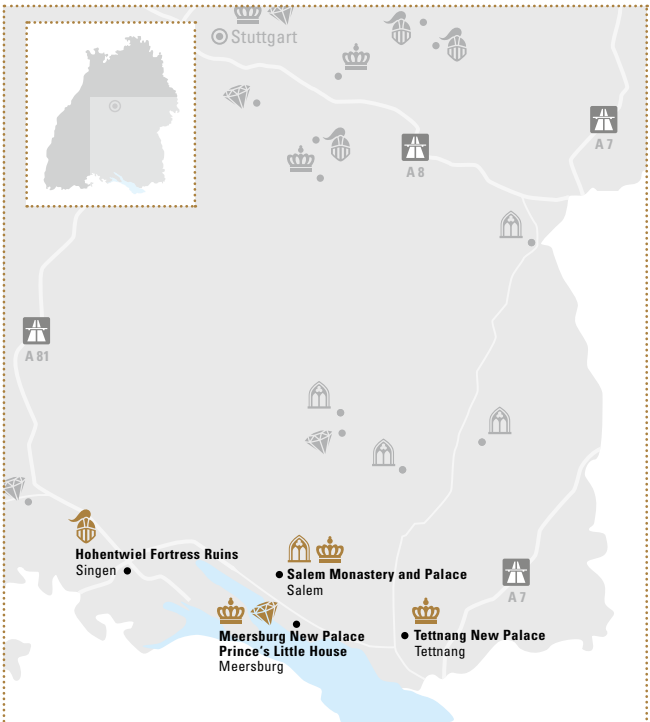 Stuttgart
A 7
A 8
A 81
Hohentwiel Fortress Ruins
Singen
Salem Monastery and Palace
Salem
A 7
Meersburg New Palace
Prince's Little House
Meersburg
Tettnang New Palace
Tettnang